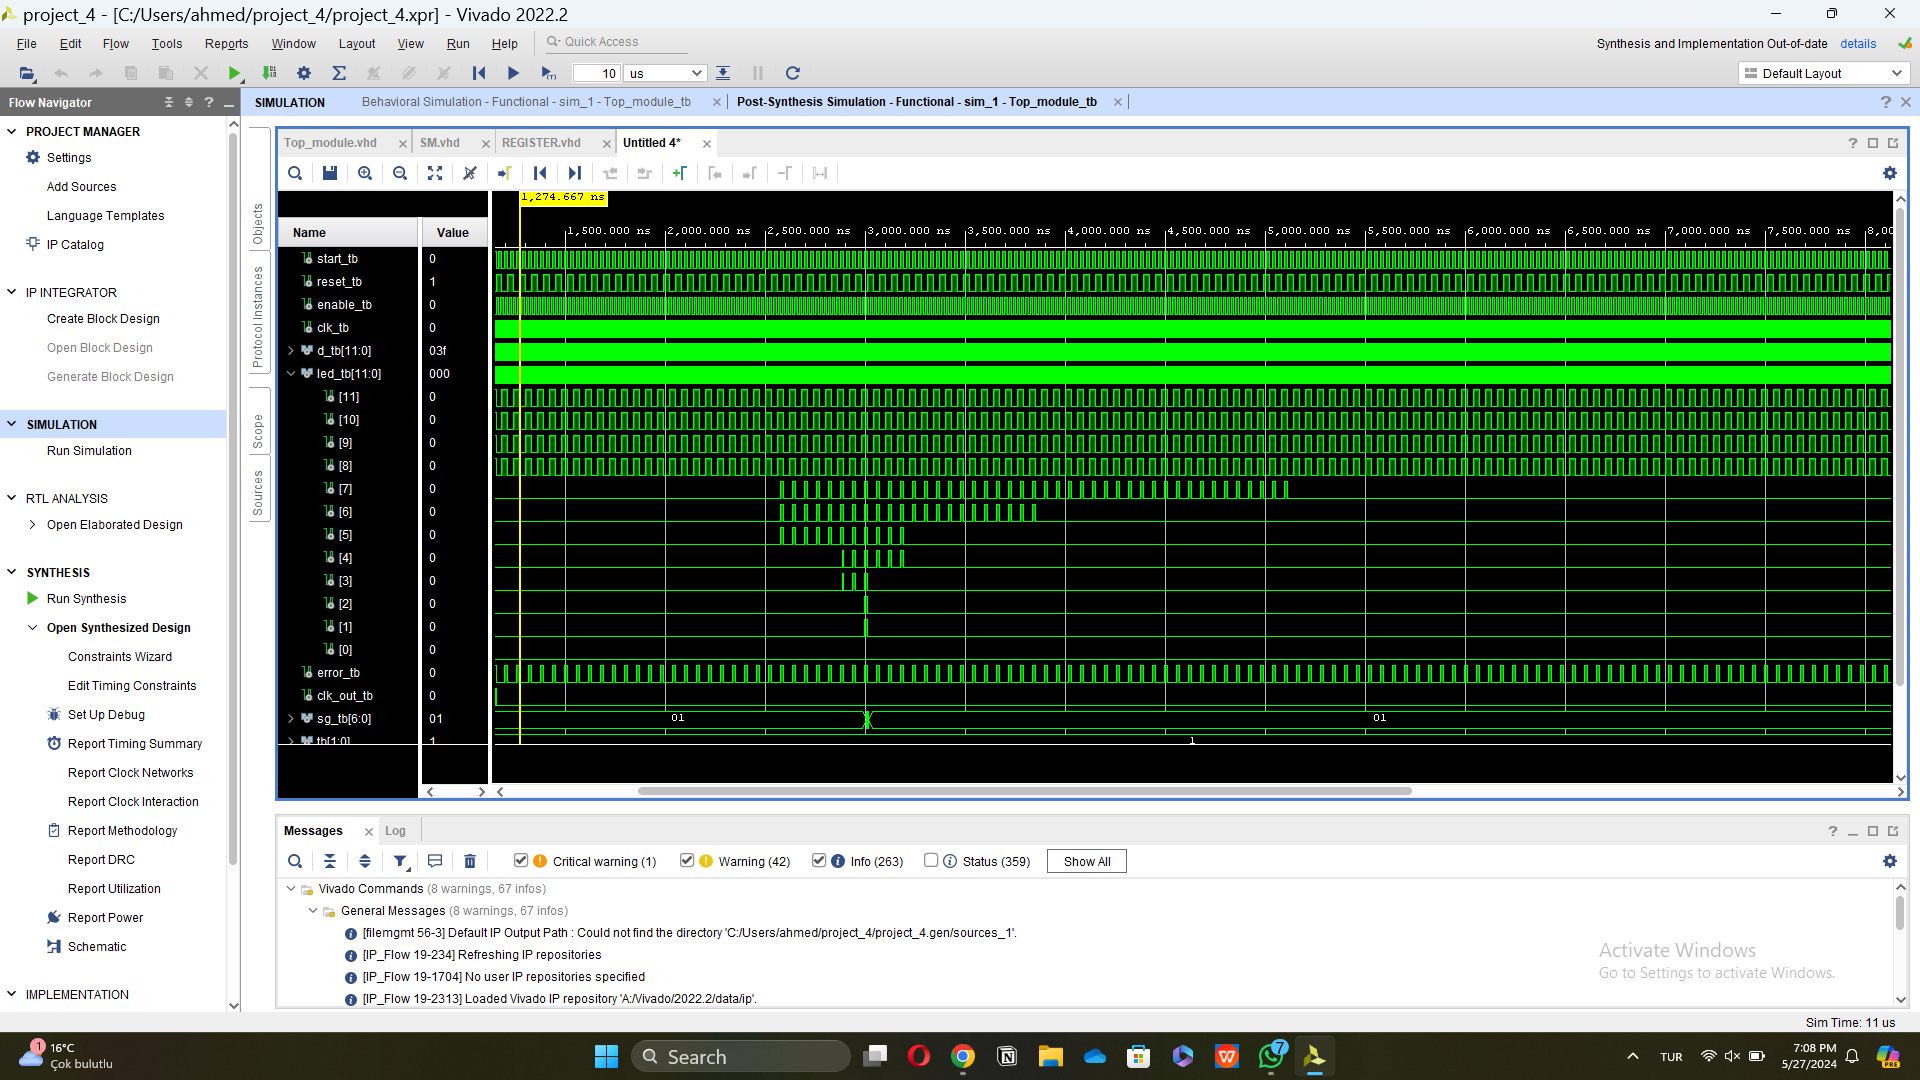 project_4 - [C:/Users/ahmed/project_4/project_4.xpr] - Vivado 2022.2
File Edit Flow Tools Reports Window Layout View Run Help Quick Access
Synthesis and Implementation Out-of-date details
10 us Default Layout
Flow Navigator
SIMULATION Behavioral Simulation - Functional - sim_1 - Top_module_tb Post-Synthesis Simulation - Functional - sim_1 - Top_module_tb
PROJECT MANAGER
Settings
Add Sources
Language Templates
IP Catalog
IP INTEGRATOR
Create Block Design
Open Block Design
Generate Block Design
SIMULATION
Run Simulation
RTL ANALYSIS
Open Elaborated Design
SYNTHESIS
Run Synthesis
Open Synthesized Design
Constraints Wizard
Edit Timing Constraints
Set Up Debug
Report Timing Summary
Report Clock Networks
Report Clock Interaction
Report Methodology
Report DRC
Report Utilization
Report Power
Schematic
IMPLEMENTATION
Objects
Protocol Instances
Scope
Sources
Top_module.vhd SM.vhd REGISTER.vhd Untitled 4*
1,274.667 ns
1,500.000 ns 2,000.000 ns 2,500.000 ns 3,000.000 ns 3,500.000 ns 4,000.000 ns 4,500.000 ns 5,000.000 ns 5,500.000 ns 6,000.000 ns 6,500.000 ns 7,000.000 ns 7,500.000 ns 8,00
Name Value
start_tb 0
reset_tb 1
enable_tb 0
clk_tb 0
d_tb[11:0] 03f
led_tb[11:0] 000
[11] 0
[10] 0
[9] 0
[8] 0
[7] 0
[6] 0
[5] 0
[4] 0
[3] 0
[2] 0
[1] 0
[0] 0
error_tb 0
clk_out_tb 0
sg_tb[6:0] 01 01 01
tb[1:0] 1 1
Messages Log
Critical warning (1) Warning (42) Info (263) Status (359) Show All
Vivado Commands (8 warnings, 67 infos)
General Messages (8 warnings, 67 infos)
[filemgmt 56-3] Default IP Output Path : Could not find the directory 'C:/Users/ahmed/project_4/project_4.gen/sources_1'.
[IP_Flow 19-234] Refreshing IP repositories
[IP_Flow 19-1704] No user IP repositories specified
[IP_Flow 19-2313] Loaded Vivado IP repository 'A:/Vivado/2022.2/data/ip'.
Activate Windows
Go to Settings to activate Windows.
Sim Time: 11 us
1
16°C
Çok bulutlu
Search
7
TUR
7:08 PM
5/27/2024
PRE